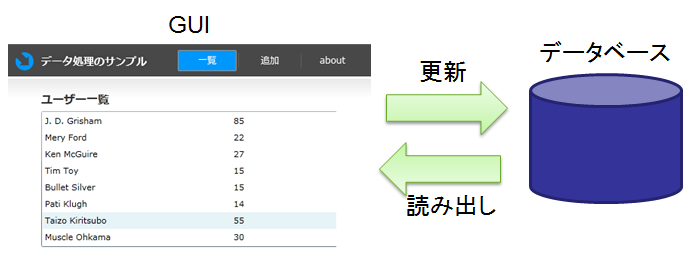 GUI
データ処理のサンプル 一覧 追加 about
ユーザー一覧
J. D. Grisham 85
Mery Ford 22
Ken McGuire 27
Tim Toy 15
Bullet Silver 15
Pati Klugh 14
Taizo Kiritsubo 55
Muscle Ohkama 30
更新
読み出し
データベース